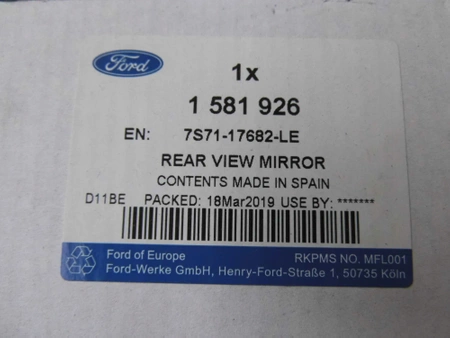 Ford
1x
1 581 926
EN: 7S71-17682-LE
REAR VIEW MIRROR
CONTENTS MADE IN SPAIN
D11BE PACKED: 18Mar2019 USE BY: *******
Ford of Europe RKPMS NO. MFL001
Ford-Werke GmbH, Henry-Ford-Straße 1, 50735 Köln